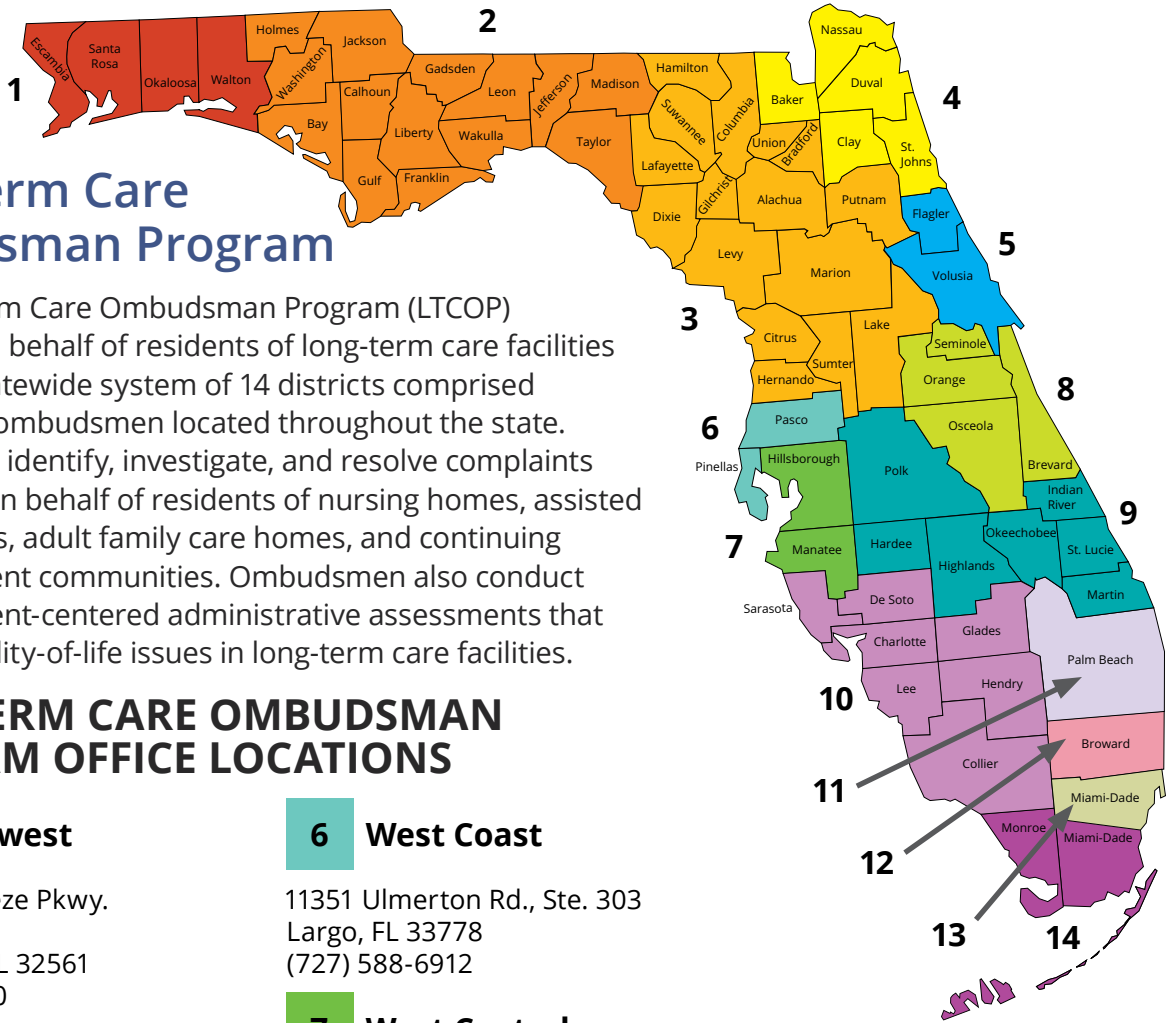 2
Holmes
Jackson
Nassau
Escambia
Santa
Rosa
Okaloosa
Walton
Washington
Gadsden
Leon
Jefferson
Madison
Hamilton
Duval
1
Calhoun
Baker
4
Bay
Liberty
Wakulla
Taylor
Suwannee
Columbia
Union
Bradford
Clay
St.
Johns
Gulf
Franklin
Lafayette
Gilchrist
Alachua
Putnam
Dixie
Flagler
erm Care
sman Program
Levy
Marion
Volusia
5
m Care Ombudsman Program (LTCOP)
behalf of residents of long-term care facilities
atewide system of 14 districts comprised
ombudsmen located throughout the state.
identify, investigate, and resolve complaints
n behalf of residents of nursing homes, assisted
s, adult family care homes, and continuing
ent communities. Ombudsmen also conduct
ent-centered administrative assessments that
lity-of-life issues in long-term care facilities.
3
Citrus
Lake
Seminole
Sumter
Hernando
Orange
8
6
Pasco
Osceola
Pinellas
Hillsborough
Polk
Brevard
Indian
River
9
7
Manatee
Hardee
Okeechobee
St. Lucie
Highlands
Sarasota
De Soto
Martin
Charlotte
Glades
Palm Beach
10
Lee
Hendry
Collier
Broward
11
Miami-Dade
Monroe
Miami-Dade
12
13
14
ERM CARE OMBUDSMAN
AM OFFICE LOCATIONS
west
ze Pkwy.
L 32561
0
6 West Coast
11351 Ulmerton Rd., Ste. 303
Largo, FL 33778
(727) 588-6912
7 West Central